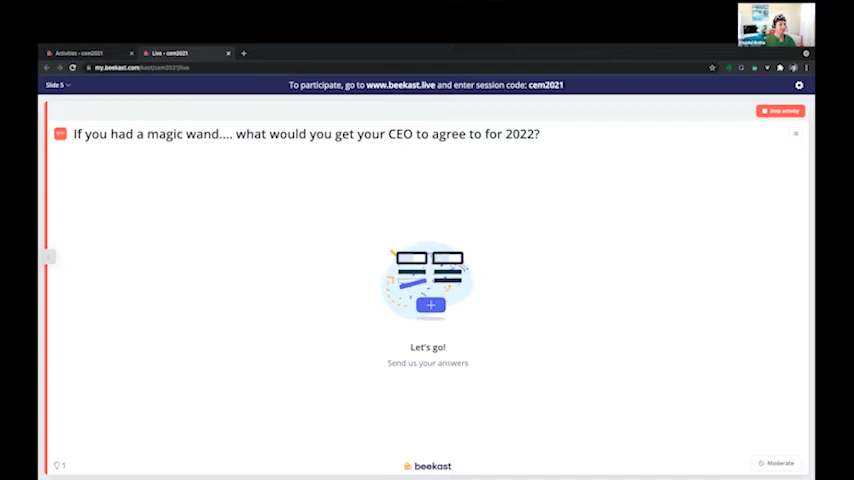 Activities - cem2021
Live - cem2021
my.beekast.com/kast/cem2021/live
Slide 5
To participate, go to www.beekast.live and enter session code: cem2021
Stop activity
If you had a magic wand.... what would you get your CEO to agree to for 2022?
Let's go!
Send us your answers
1
beekast
Moderate